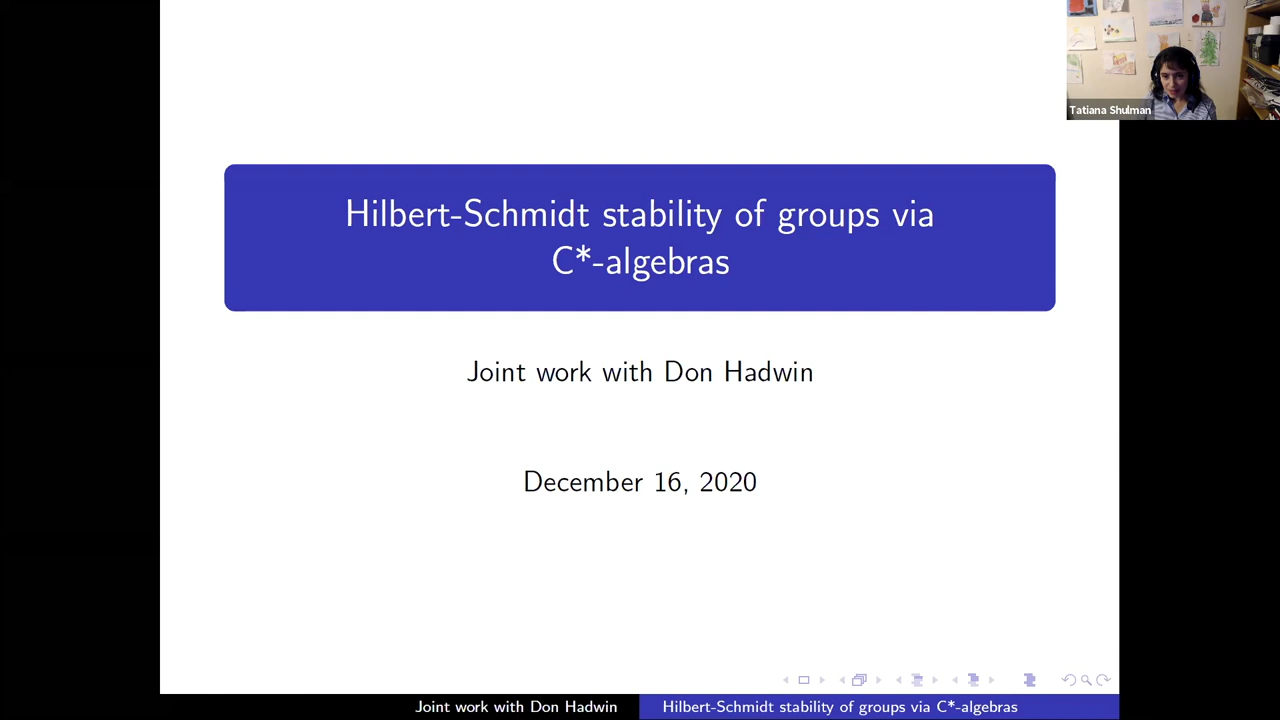 Tatiana Shulman
Hilbert-Schmidt stability of groups via
C*-algebras
Joint work with Don Hadwin
December 16, 2020
Joint work with Don Hadwin
Hilbert-Schmidt stability of groups via C*-algebras